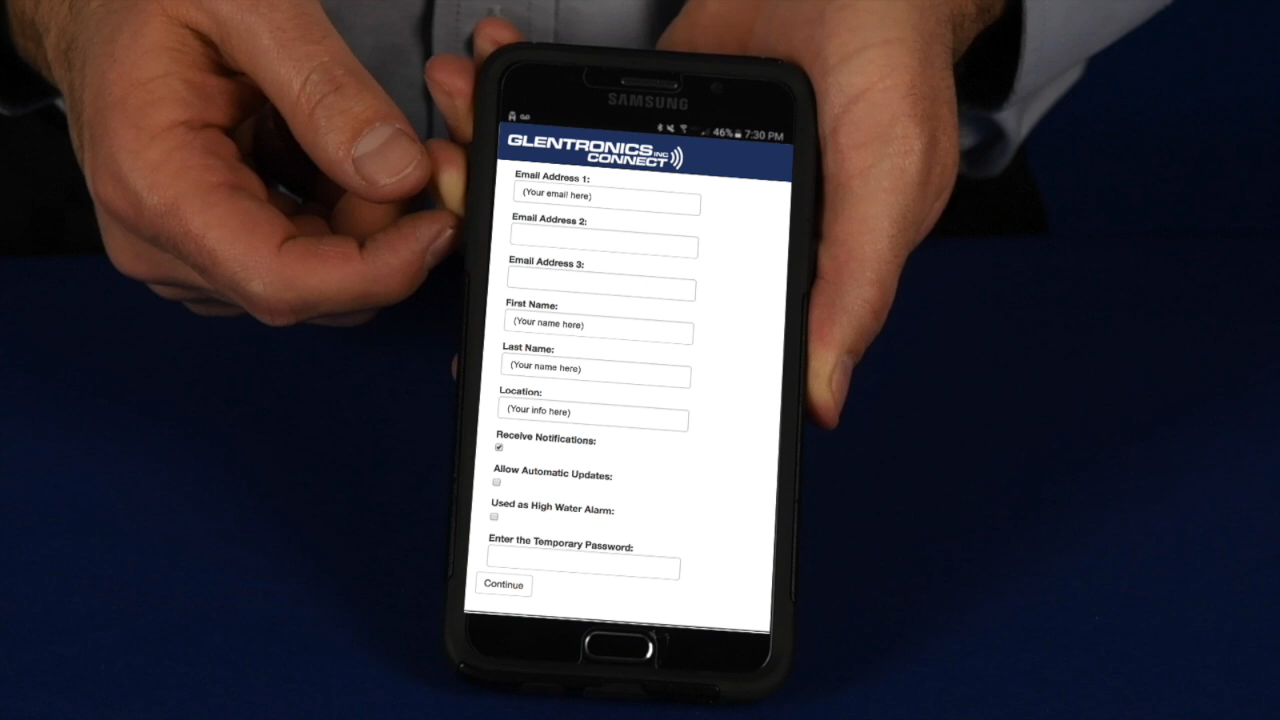 SAMSUNG
46% 7:30 PM
GLENTRONICS INC
CONNECT
Email Address 1:
(Your email here)
Email Address 2:
Email Address 3:
First Name:
(Your name here)
Last Name:
(Your name here)
Location:
(Your info here)
Receive Notifications:
Allow Automatic Updates:
Used as High Water Alarm:
Enter the Temporary Password:
Continue